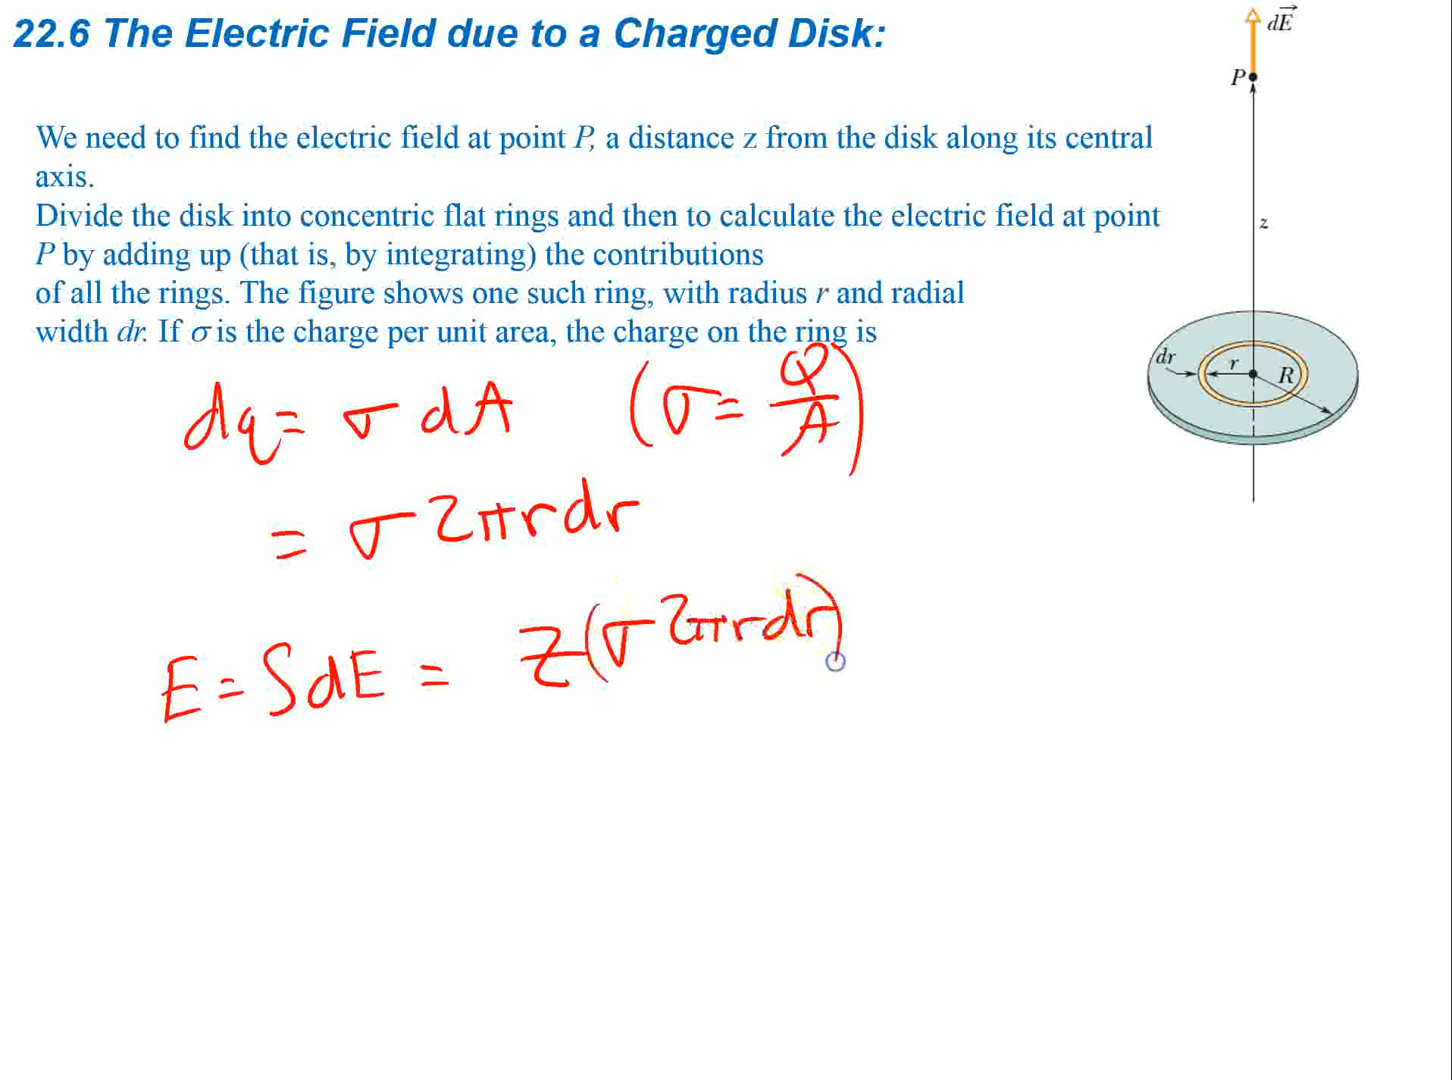 22.6 The Electric Field due to a Charged Disk:
We need to find the electric field at point P, a distance z from the disk along its central
axis.
Divide the disk into concentric flat rings and then to calculate the electric field at point
P by adding up (that is, by integrating) the contributions
of all the rings. The figure shows one such ring, with radius r and radial
width dr. If σ is the charge per unit area, the charge on the ring is
dq = σ dA (σ = Q/A)
= σ 2πr dr
E = ∫dE = z(σ 2πr dr)
dE⃗
P
z
dr
r
R